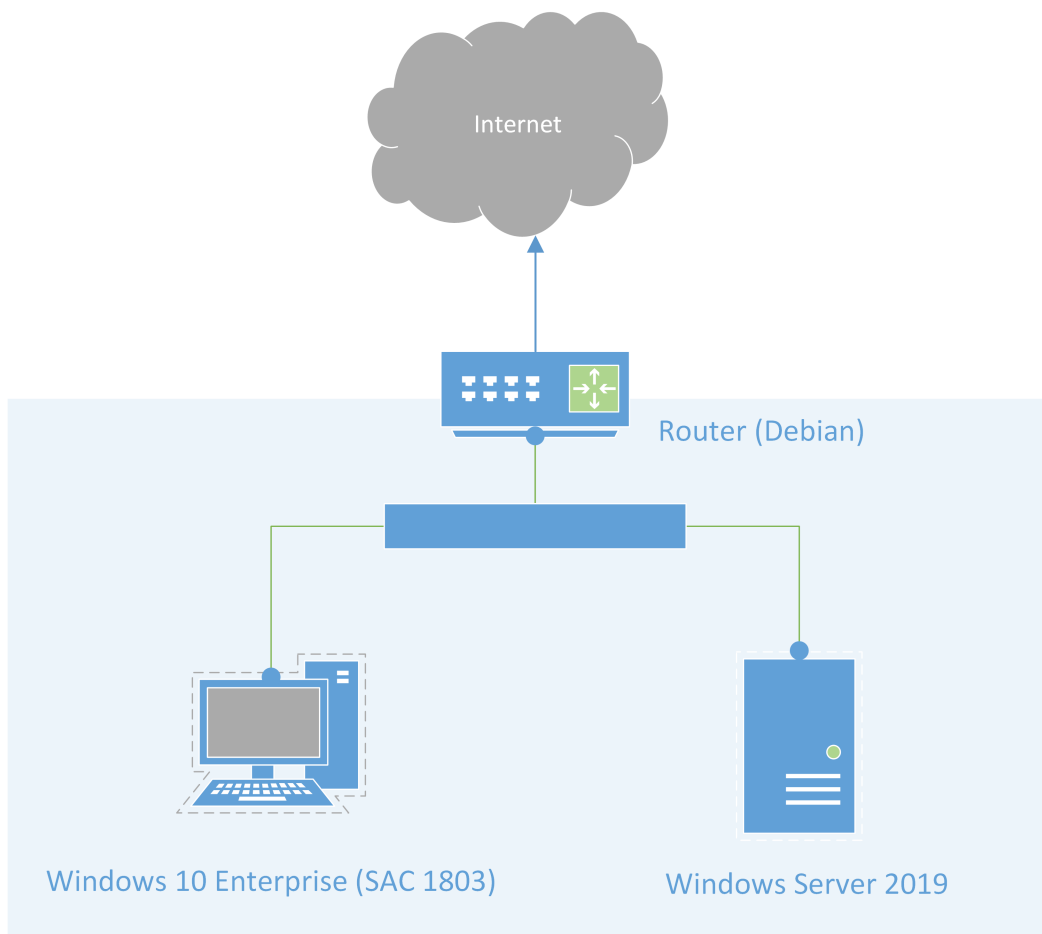 Internet
Router (Debian)
Windows 10 Enterprise (SAC 1803)
Windows Server 2019